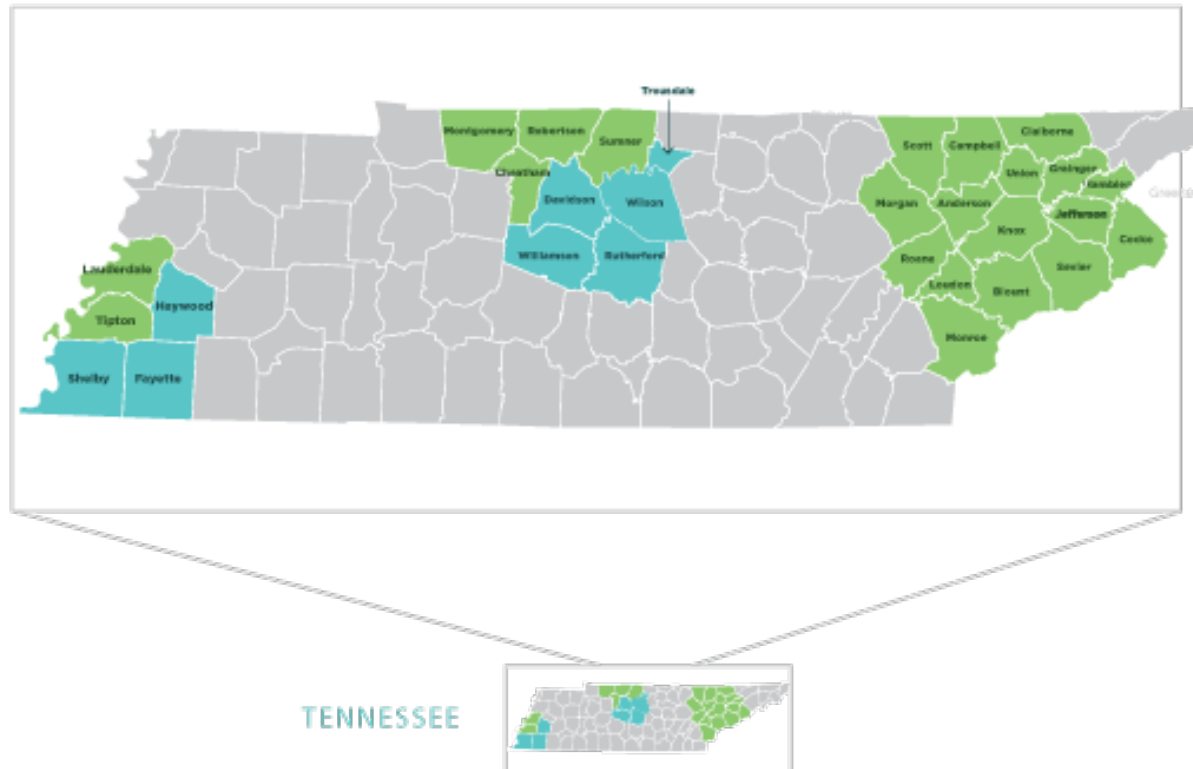 Trousdale
Montgomery
Robertson
Sumner
Cheatham
Davidson
Wilson
Williamson
Rutherford
Claiborne
Scott
Campbell
Union
Grainger
Hamblen
Morgan
Anderson
Jefferson
Knox
Cocke
Roane
Sevier
Loudon
Blount
Monroe
Lauderdale
Haywood
Tipton
Shelby
Fayette
TENNESSEE